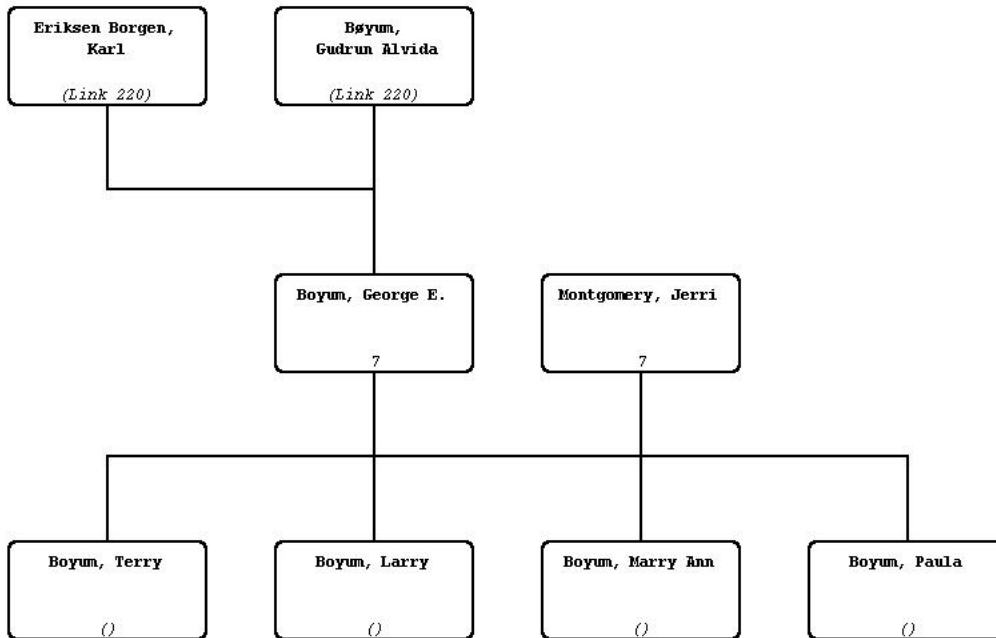 Eriksen Borgen,
Karl
(Link 220)
Bøyum,
Gudrun Alvida
(Link 220)
Boyum, George E.
7
Montgomery, Jerri
7
Boyum, Terry
()
Boyum, Larry
()
Boyum, Marry Ann
()
Boyum, Paula
()